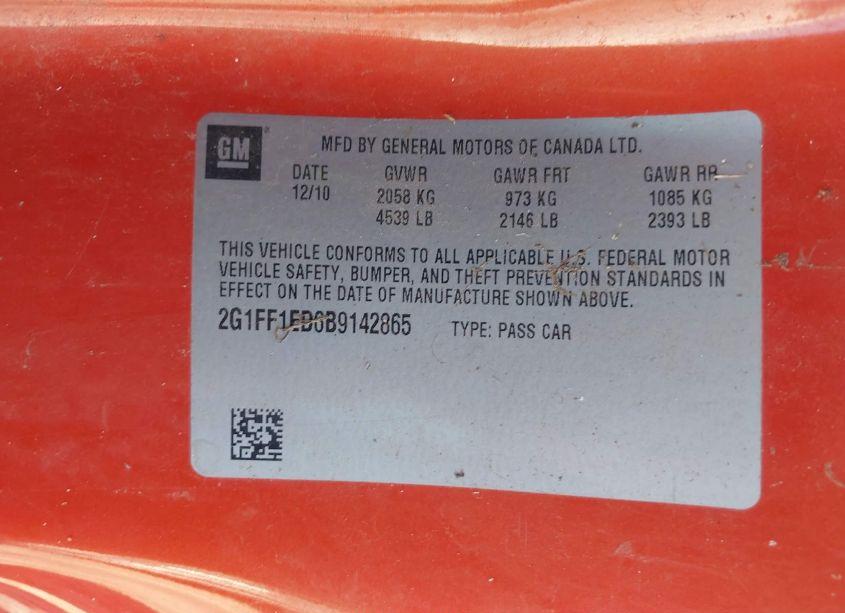 GM
MFD BY GENERAL MOTORS OF CANADA LTD.
DATE GVWR GAWR FRT GAWR RR
12/10 2058 KG 973 KG 1085 KG
4539 LB 2146 LB 2393 LB
THIS VEHICLE CONFORMS TO ALL APPLICABLE U.S. FEDERAL MOTOR
VEHICLE SAFETY, BUMPER, AND THEFT PREVENTION STANDARDS IN
EFFECT ON THE DATE OF MANUFACTURE SHOWN ABOVE.
2G1FF1ED6B9142865 TYPE: PASS CAR